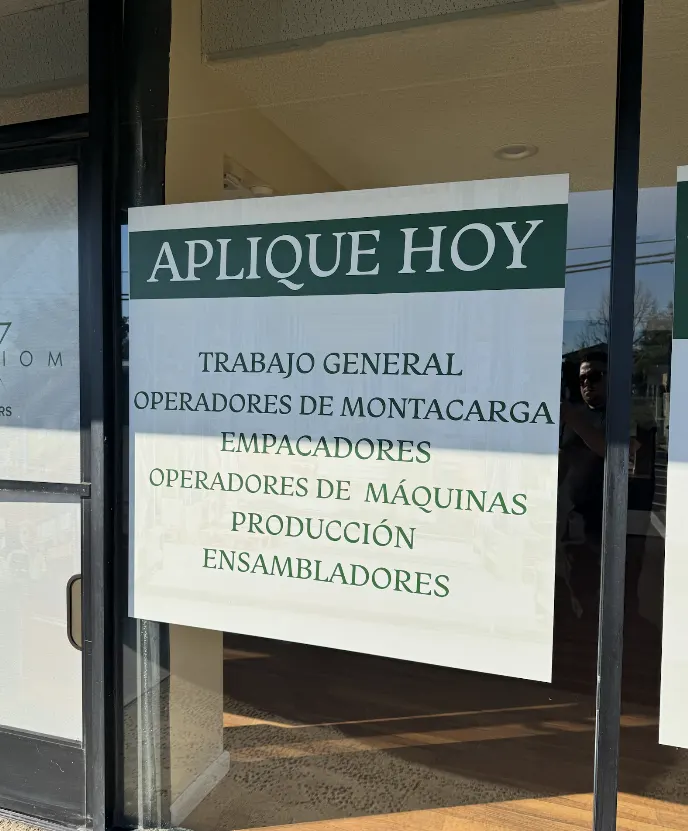 APLIQUE HOY
TRABAJO GENERAL
OPERADORES DE MONTACARGA
EMPACADORES
OPERADORES DE MÁQUINAS
PRODUCCIÓN
ENSAMBLADORES